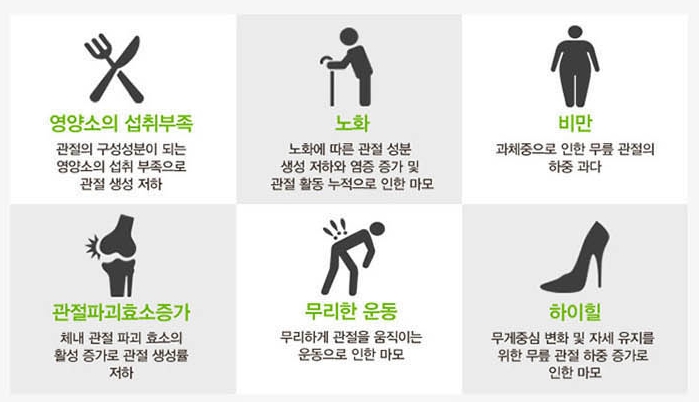 영양소의 섭취부족
관절의 구성성분이 되는
영양소의 섭취 부족으로
관절 생성 저하
노화
노화에 따른 관절 성분
생성 저하와 염증 증가 및
관절 활동 누적으로 인한 마모
비만
과체중으로 인한 무릎 관절의
하중 과다
관절파괴효소증가
체내 관절 파괴 효소의
활성 증가로 관절 생성률
저하
무리한 운동
무리하게 관절을 움직이는
운동으로 인한 마모
하이힐
무게중심 변화 및 자세 유지를
위한 무릎 관절 하중 증가로
인한 마모